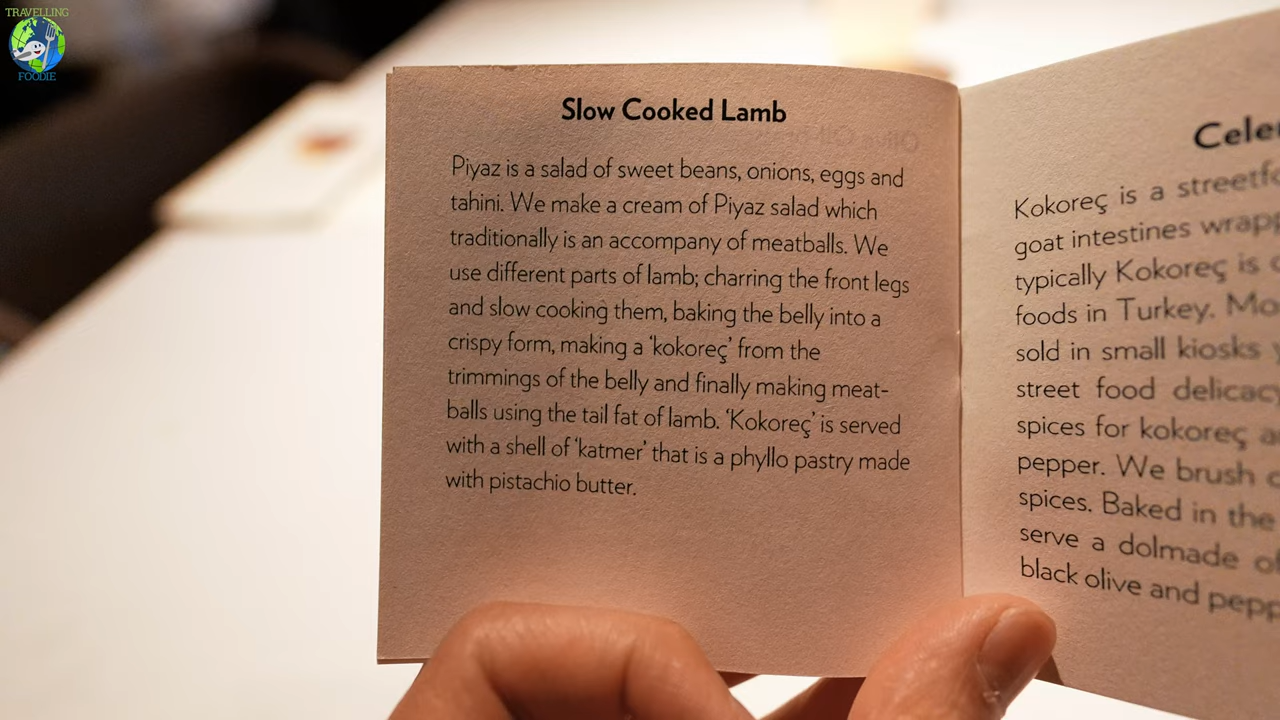 TRAVELLING
FOODIE
Slow Cooked Lamb
Piyaz is a salad of sweet beans, onions, eggs and
tahini. We make a cream of Piyaz salad which
traditionally is an accompany of meatballs. We
use different parts of lamb; charring the front legs
and slow cooking them, baking the belly into a
crispy form, making a ‘kokoreç’ from the
trimmings of the belly and finally making meat-
balls using the tail fat of lamb. ‘Kokoreç’ is served
with a shell of ‘katmer’ that is a phyllo pastry made
with pistachio butter.
Kokoreç is a
goat intestines
typically Kokoreç is
foods in Turkey.
sold in small kiosks
street food
spices for kokoreç
pepper. We brush
spices. Baked in the
serve a dolmade
black olive and